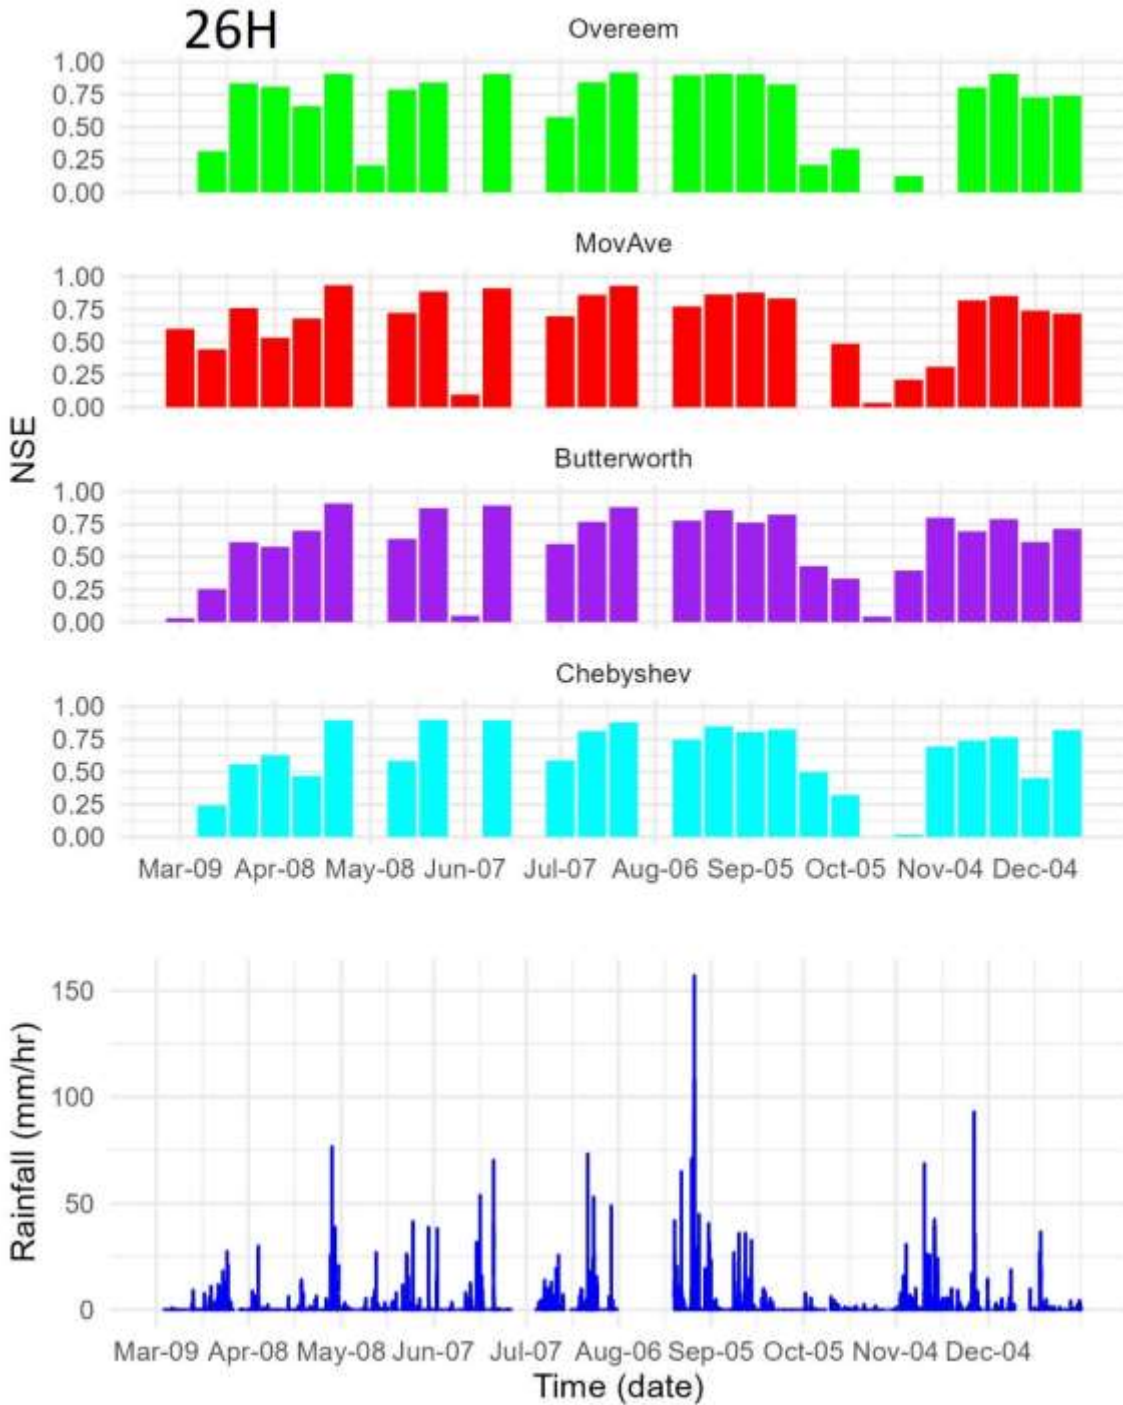 26H
Overeem
1.00
0.75
0.50
0.25
0.00
MovAve
1.00
0.75
0.50
0.25
0.00
NSE
Butterworth
1.00
0.75
0.50
0.25
0.00
Chebyshev
1.00
0.75
0.50
0.25
0.00
Mar-09 Apr-08 May-08 Jun-07 Jul-07 Aug-06 Sep-05 Oct-05 Nov-04 Dec-04
Rainfall (mm/hr)
150
100
50
0
Mar-09 Apr-08 May-08 Jun-07 Jul-07 Aug-06 Sep-05 Oct-05 Nov-04 Dec-04
Time (date)